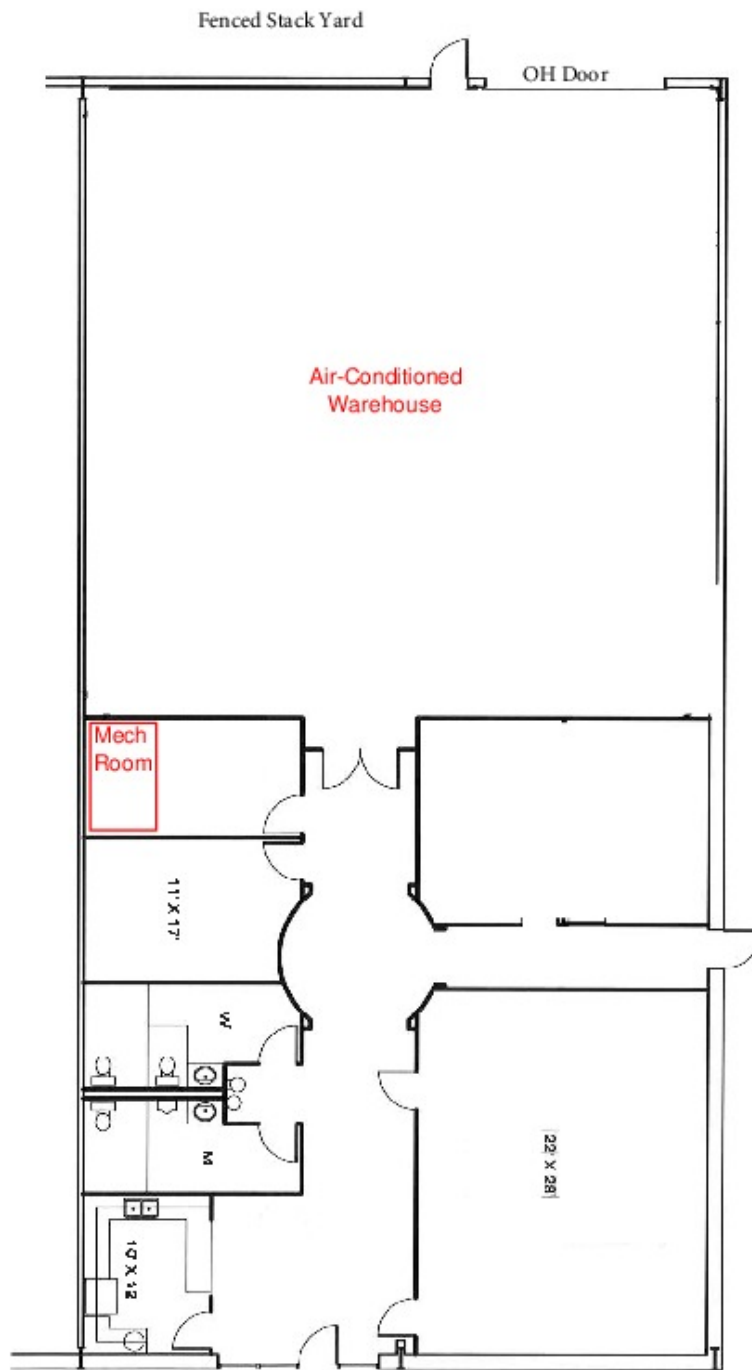 Fenced Stack Yard
OH Door
Air-Conditioned
Warehouse
Mech
Room
11' X 17'
W
M
22' X 28'
10' X 12